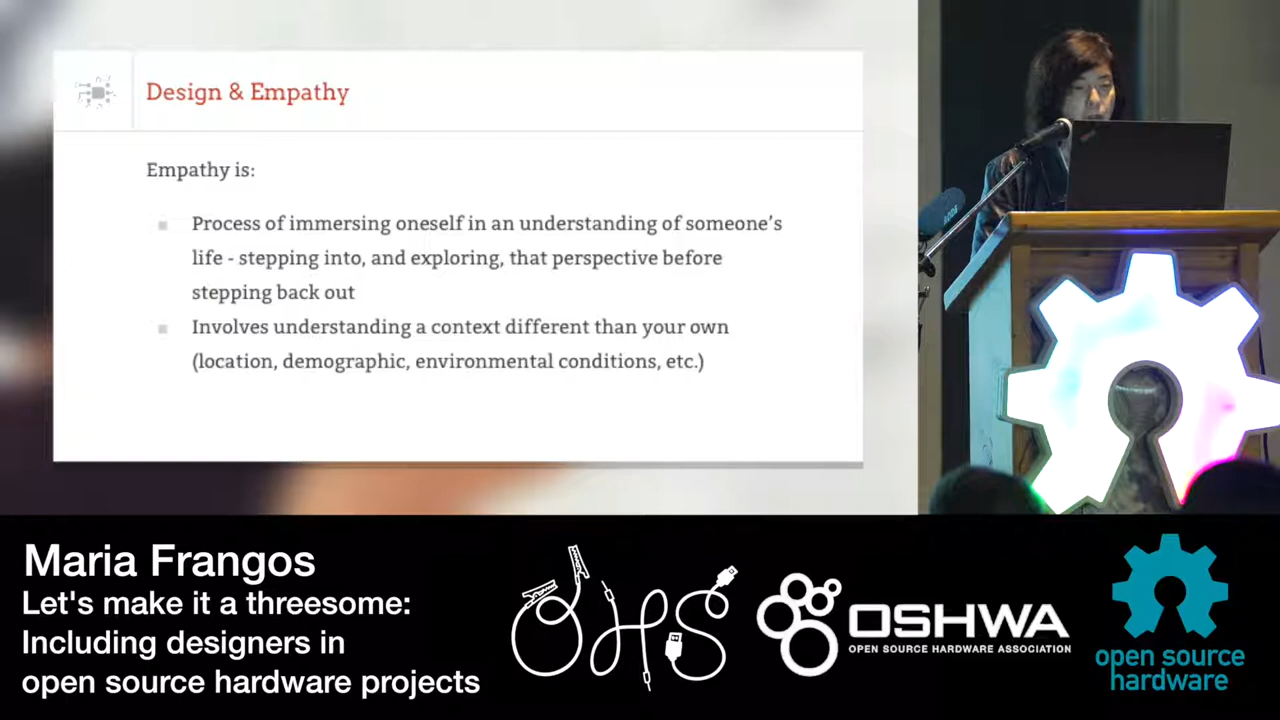 Design & Empathy
Empathy is:
Process of immersing oneself in an understanding of someone's
life - stepping into, and exploring, that perspective before
stepping back out
Involves understanding a context different than your own
(location, demographic, environmental conditions, etc.)
Maria Frangos
Let's make it a threesome:
Including designers in
open source hardware projects
OHS
OSHWA
OPEN SOURCE HARDWARE ASSOCIATION
open source
hardware